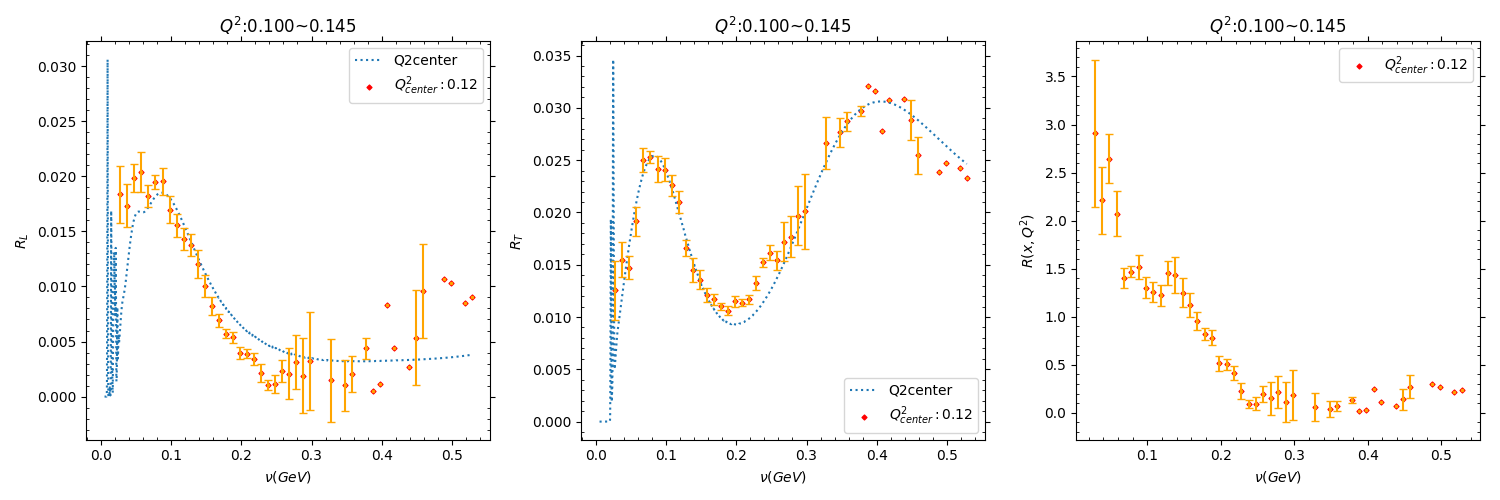 Q²:0.100~0.145
Q2center
Q²center : 0.12
R_L
0.030
0.025
0.020
0.015
0.010
0.005
0.000
0.0 0.1 0.2 0.3 0.4 0.5
ν(GeV)
Q²:0.100~0.145
R_T
0.035
0.030
0.025
0.020
0.015
0.010
0.005
0.000
Q2center
Q²center : 0.12
0.0 0.1 0.2 0.3 0.4 0.5
ν(GeV)
Q²:0.100~0.145
Q²center : 0.12
R(x, Q²)
3.5
3.0
2.5
2.0
1.5
1.0
0.5
0.0
0.1 0.2 0.3 0.4 0.5
ν(GeV)